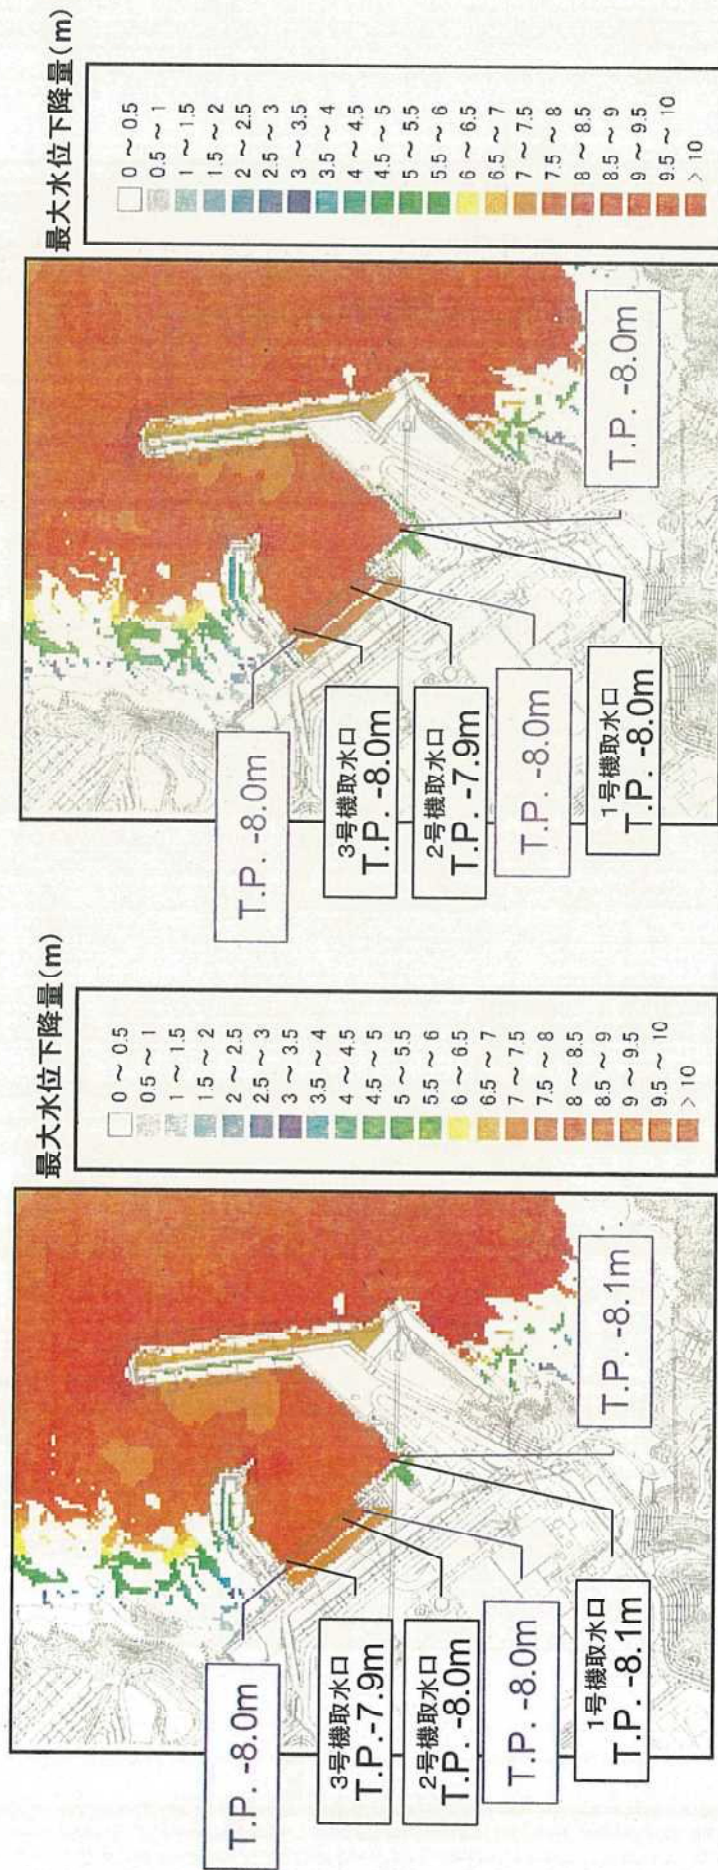 最大水位下降量(m)
T.P. -8.0m
3号機取水口
T.P.-7.9m
2号機取水口
T.P. -8.0m
T.P. -8.0m
1号機取水口
T.P. -8.1m
T.P. -8.1m
0 ～ 0.5
0.5 ～ 1
1 ～ 1.5
1.5 ～ 2
2 ～ 2.5
2.5 ～ 3
3 ～ 3.5
3.5 ～ 4
4 ～ 4.5
4.5 ～ 5
5 ～ 5.5
5.5 ～ 6
6 ～ 6.5
6.5 ～ 7
7 ～ 7.5
7.5 ～ 8
8 ～ 8.5
8.5 ～ 9
9 ～ 9.5
9.5 ～ 10
> 10
最大水位下降量(m)
T.P. -8.0m
3号機取水口
T.P. -8.0m
2号機取水口
T.P. -7.9m
T.P. -8.0m
1号機取水口
T.P. -8.0m
T.P. -8.0m
0 ～ 0.5
0.5 ～ 1
1 ～ 1.5
1.5 ～ 2
2 ～ 2.5
2.5 ～ 3
3 ～ 3.5
3.5 ～ 4
4 ～ 4.5
4.5 ～ 5
5 ～ 5.5
5.5 ～ 6
6 ～ 6.5
6.5 ～ 7
7 ～ 7.5
7.5 ～ 8
8 ～ 8.5
8.5 ～ 9
9 ～ 9.5
9.5 ～ 10
> 10